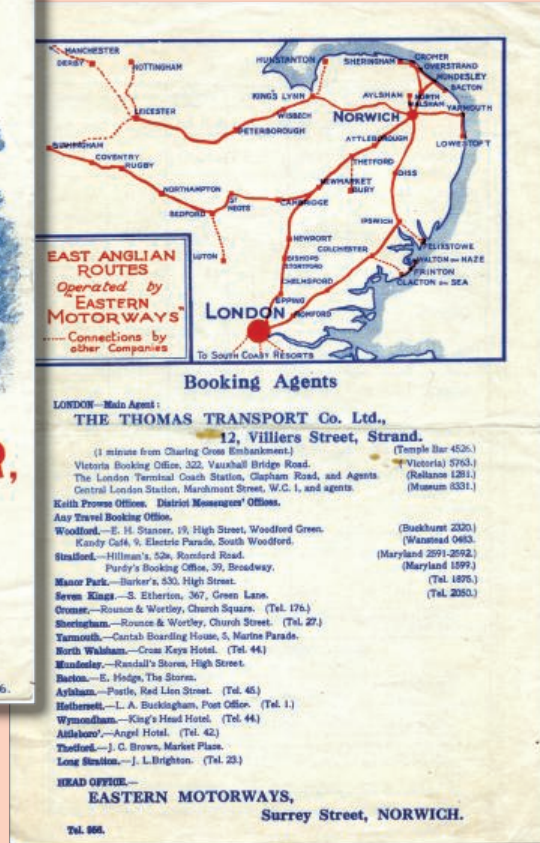 MANCHESTER
DERBY
NOTTINGHAM
LEICESTER
BIRMINGHAM
COVENTRY
RUGBY
NORTHAMPTON
BEDFORD
ST NEOTS
LUTON
PETERBOROUGH
WISBECH
KING'S LYNN
HUNSTANTON
SHERINGHAM
CROMER
OVERSTRAND
MUNDESLEY
BACTON
AYLSHAM
NORTH WALSHAM
YARMOUTH
NORWICH
LOWESTOFT
ATTLEBOROUGH
THETFORD
DISS
NEWMARKET
BURY
CAMBRIDGE
IPSWICH
NEWPORT
COLCHESTER
FELIXSTOWE
WALTON ON NAZE
FRINTON
CLACTON ON SEA
BISHOPS STORTFORD
CHELMSFORD
EPPING
ROMFORD
LONDON
TO SOUTH COAST RESORTS
EAST ANGLIAN
ROUTES
Operated by
"EASTERN
MOTORWAYS"
Connections by
other Companies
Booking Agents
LONDON—Main Agent:
THE THOMAS TRANSPORT Co. Ltd.,
12, Villiers Street, Strand.
(1 minute from Charing Cross Embankment.) (Temple Bar 4526.)
Victoria Booking Office, 322, Vauxhall Bridge Road. (Victoria) 5763.)
The London Terminal Coach Station, Clapham Road, and Agents. (Reliance 1281.)
Central London Station, Marchmont Street, W.C. 1, and agents. (Museum 8331.)
Keith Prowse Offices. District Messengers' Offices.
Any Travel Booking Office.
Woodford.—E. H. Stancer, 19, High Street, Woodford Green. (Buckhurst 2320.)
Kandy Café, 9, Electric Parade, South Woodford. (Wanstead 0483.
Stratford.—Hillman's, 52a, Romford Road. (Maryland 2591-2592.)
Purdy's Booking Office, 39, Broadway. (Maryland 1599.)
Manor Park.—Barker's, 530, High Street. (Tel. 1875.)
Seven Kings.—S. Etherton, 367, Green Lane. (Tel. 2050.)
Cromer.—Rounce & Wortley, Church Square. (Tel. 176.)
Sheringham.—Rounce & Wortley, Church Street. (Tel. 27.)
Yarmouth.—Cantab Boarding House, 5, Marine Parade.
North Walsham.—Cross Keys Hotel. (Tel. 44.)
Mundesley.—Randall's Stores, High Street.
Bacton.—E. Hedge, The Stores.
Aylsham.—Postle, Red Lion Street. (Tel. 45.)
Hethersett.—L. A. Buckingham, Post Office. (Tel. 1.)
Wymondham.—King's Head Hotel. (Tel. 44.)
Attleboro'.—Angel Hotel. (Tel. 42.)
Thetford.—J. G. Brown, Market Place.
Long Stratton.—J. L.Brighton. (Tel. 23.)
HEAD OFFICE.—
EASTERN MOTORWAYS,
Surrey Street, NORWICH.
Tel.
6.